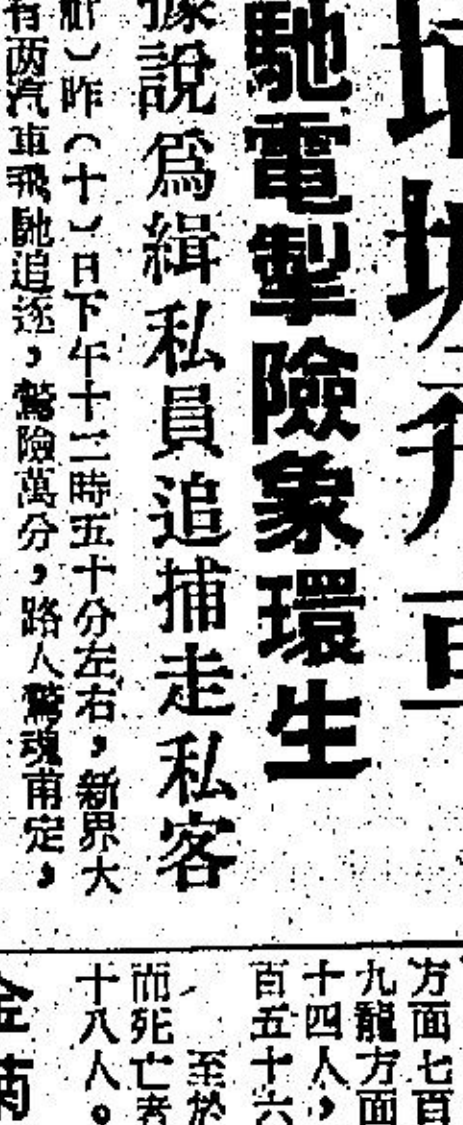 馳電掣險象環生
據說爲緝私員追捕走私客
︶昨︵十︶日下午十三時五十分左右，新界大
有两汽車飛馳追逐，驚險萬分，路人驚魂甫定，
方面七百
九龍方面
十四人，
百五十六
至於
而死亡者
十八人。